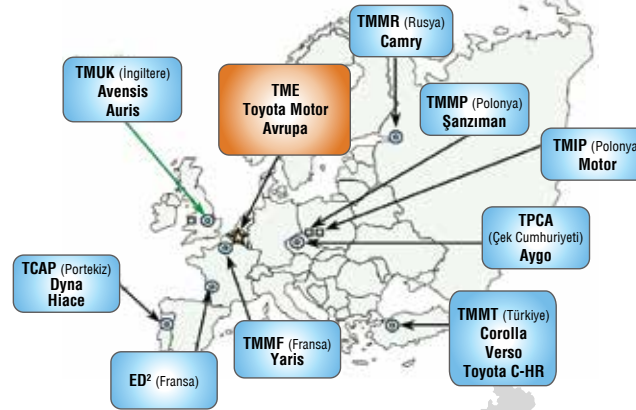 TMMR (Rusya)
Camry
TMUK (İngiltere)
Avensis
Auris
TME
Toyota Motor
Avrupa
TMMP (Polonya)
Şanzıman
TMIP (Polonya
Motor
TPCA
(Çek Cumhuriyeti)
Aygo
TCAP (Portekiz)
Dyna
Hiace
TMMT (Türkiye)
Corolla
Verso
Toyota C-HR
TMMF (Fransa)
Yaris
ED² (Fransa)